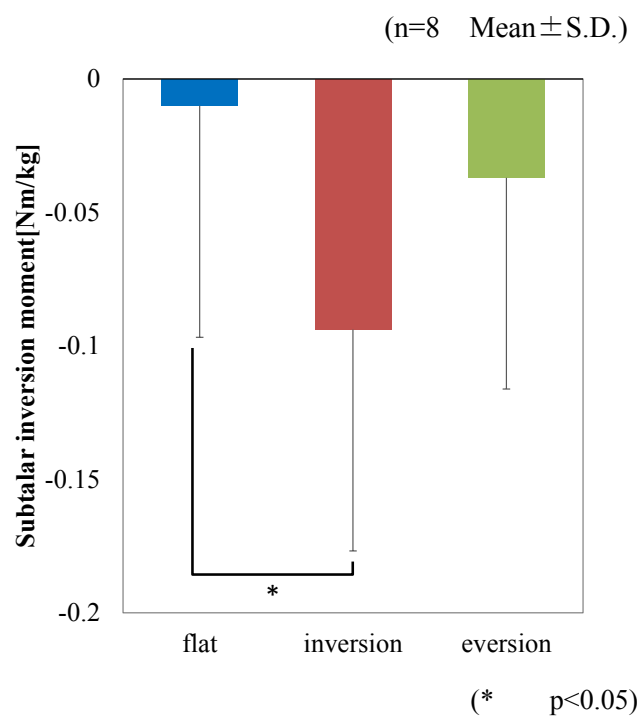 (n=8 Mean±S.D.)
Subtalar inversion moment[Nm/kg]
0
-0.05
-0.1
-0.15
-0.2
*
flat inversion eversion
(* p<0.05)